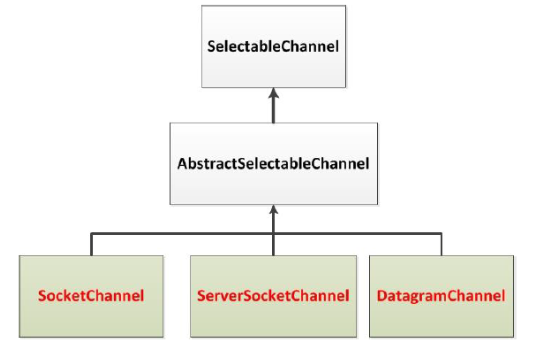 SelectableChannel
AbstractSelectableChannel
SocketChannel
ServerSocketChannel
DatagramChannel